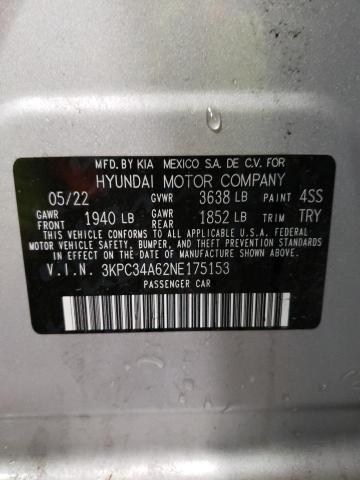 MFD.BY KIA MEXICO S.A. DE C.V. FOR
HYUNDAI MOTOR COMPANY
05/22 GVWR 3638 LB PAINT 4SS
GAWR FRONT 1940 LB GAWR REAR 1852 LB TRIM TRY
THIS VEHICLE CONFORMS TO ALL APPLICABLE U.S.A. FEDERAL
MOTOR VEHICLE SAFETY, BUMPER, AND THEFT PREVENTION STANDARDS
IN EFFECT ON THE DATE OF MANUFACTURE SHOWN ABOVE.
V.I.N. 3KPC34A62NE175153
PASSENGER CAR